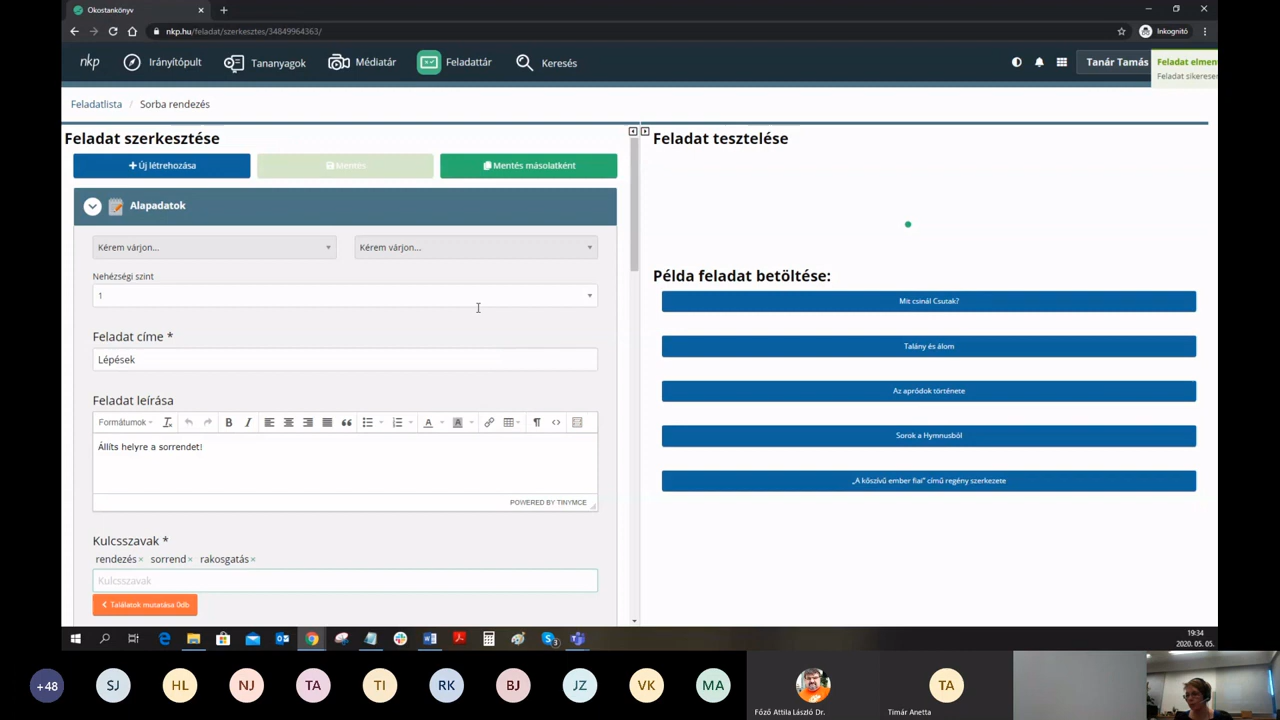 Okostankönyv
nkp.hu/feladat/szerkesztes/34849964363/
Inkognitó
nkp
Irányítópult
Tananyagok
Médiatár
Feladattár
Keresés
Tanár Tamás
Feladat elmen
Feladat sikeresen
Feladatlista / Sorba rendezés
Feladat szerkesztése
Feladat tesztelése
Új létrehozása
Mentés
Mentés másolatként
Alapadatok
Kérem várjon...
Kérem várjon...
Nehézségi szint
1
Feladat címe *
Lépések
Feladat leírása
Formátumok
Állíts helyre a sorrendet!
POWERED BY TINYMCE
Kulcsszavak *
rendezés× sorrend× rakosgatás×
Kulcsszavak
Találatok mutatása 0db
Példa feladat betöltése:
Mit csinál Csutak?
Talány és álom
Az apródok története
Sorok a Hymnusból
„A kőszívű ember fiai” című regény szerkezete
19:34
2020. 05. 05.
+48
SJ
HL
NJ
TA
TI
RK
BJ
JZ
VK
MA
TA
Főző Attila László Dr.
Timár Anetta